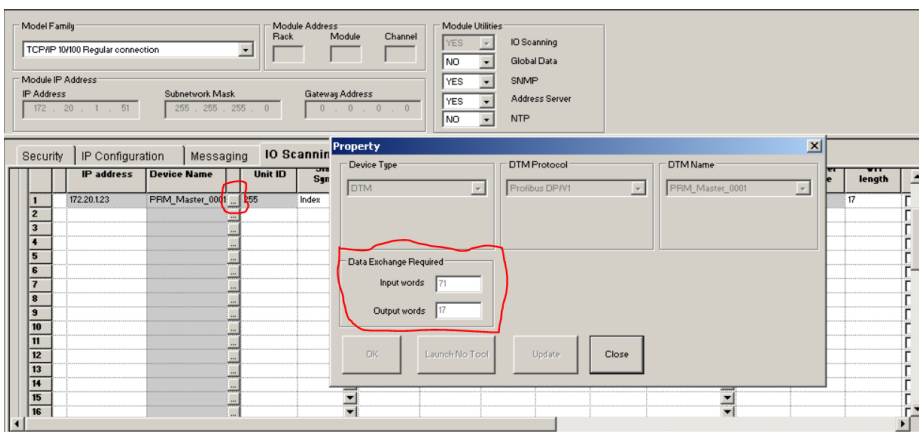 Model Family
TCP/IP 10/100 Regular connection
Module Address
Rack Module Channel
Module Utilities
YES IO Scanning
NO Global Data
YES SNMP
YES Address Server
NO NTP
Module IP Address
IP Address Subnetwork Mask Gateway Address
172 . 20 . 1 . 51 255 . 255 . 255 . 0 0 . 0 . 0 . 0
Security IP Configuration Messaging IO Scannin
IP address Device Name Unit ID length
1 172.20.1.23 PRM_Master_0001 ... 255 Index 17
2 ...
3 ...
4 ...
5 ...
6 ...
7 ...
8 ...
9 ...
10 ...
11 ...
12 ...
13 ...
14 ...
15 ...
16 ...
Property
Device Type DTM Protocol DTM Name
DTM Profibus DP/V1 PRM_Master_0001
Data Exchange Required
Input words 71
Output words 17
OK Launch No Tool Update Close